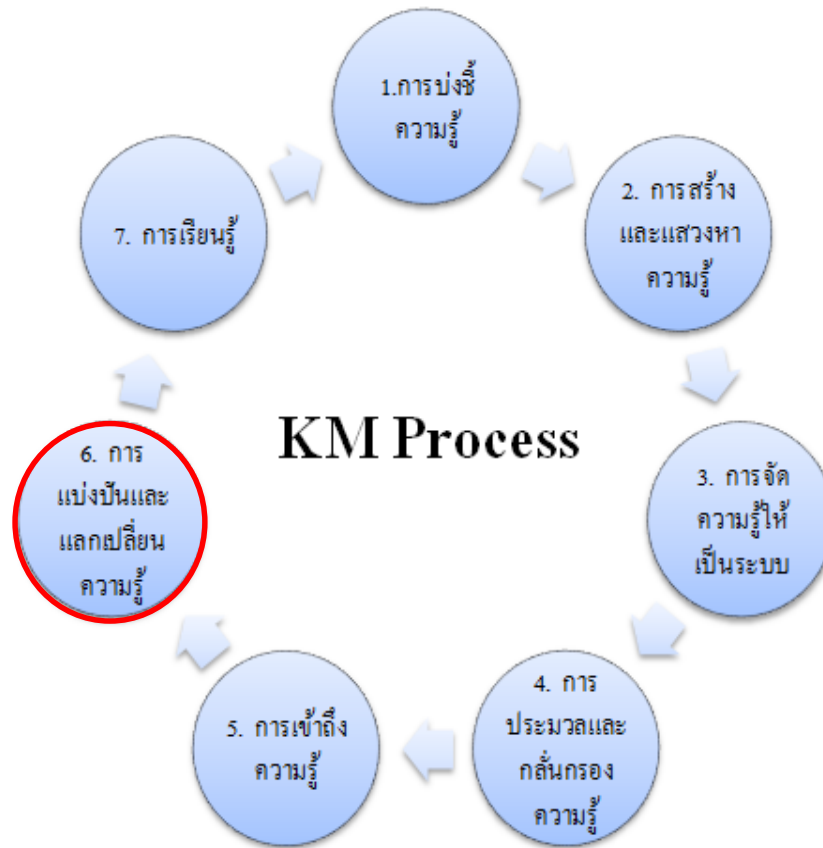 1.การบ่งชี้
ความรู้
2. การสร้าง
และแสวงหา
ความรู้
3. การจัด
ความรู้ให้
เป็นระบบ
4. การ
ประมวลและ
กลั่นกรอง
ความรู้
5. การเข้าถึง
ความรู้
6. การ
แบ่งปันและ
แลกเปลี่ยน
ความรู้
7. การเรียนรู้
KM Process